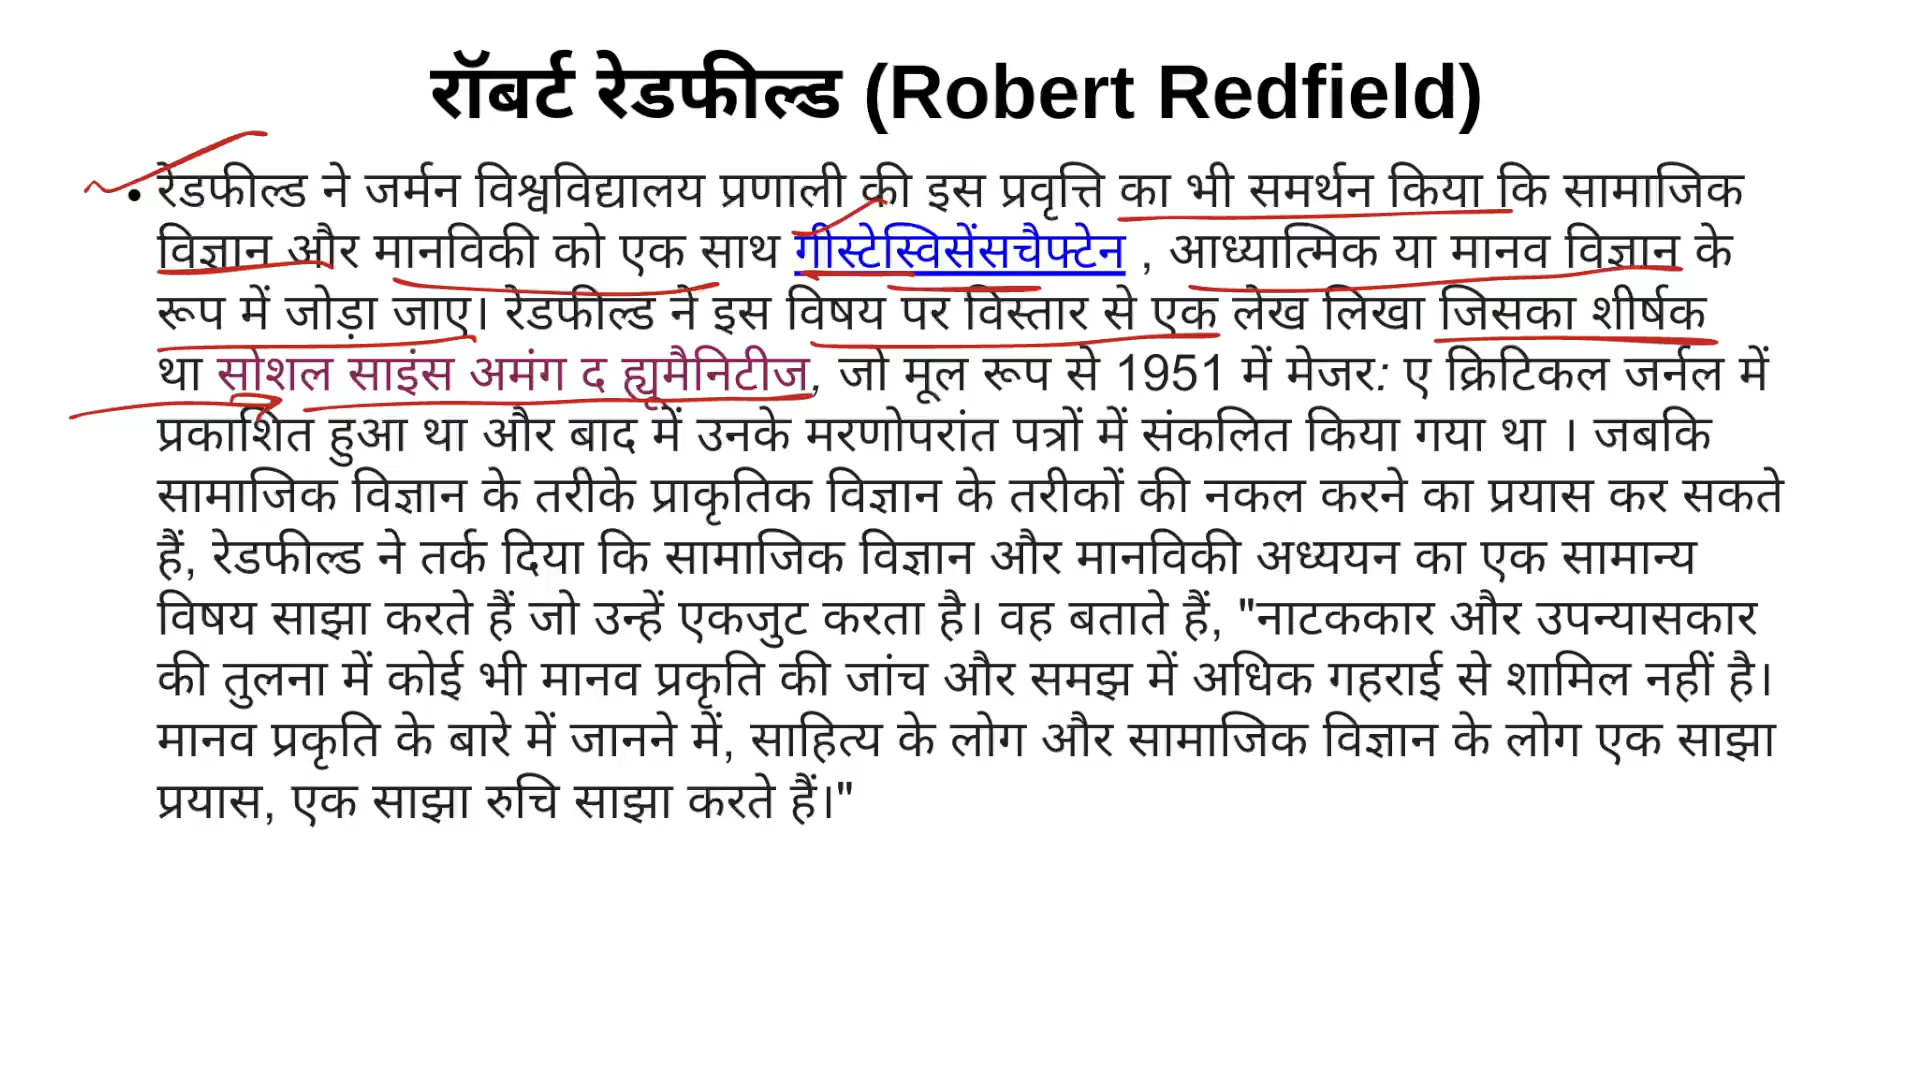 रॉबर्ट रेडफील्ड (Robert Redfield)
• रेडफील्ड ने जर्मन विश्वविद्यालय प्रणाली की इस प्रवृत्ति का भी समर्थन किया कि सामाजिक
विज्ञान और मानविकी को एक साथ गीस्टेस्विसेंसचैफ्टेन , आध्यात्मिक या मानव विज्ञान के
रूप में जोड़ा जाए। रेडफील्ड ने इस विषय पर विस्तार से एक लेख लिखा जिसका शीर्षक
था सोशल साइंस अमंग द ह्यूमैनिटीज, जो मूल रूप से 1951 में मेजर: ए क्रिटिकल जर्नल में
प्रकाशित हुआ था और बाद में उनके मरणोपरांत पत्रों में संकलित किया गया था । जबकि
सामाजिक विज्ञान के तरीके प्राकृतिक विज्ञान के तरीकों की नकल करने का प्रयास कर सकते
हैं, रेडफील्ड ने तर्क दिया कि सामाजिक विज्ञान और मानविकी अध्ययन का एक सामान्य
विषय साझा करते हैं जो उन्हें एकजुट करता है। वह बताते हैं, "नाटककार और उपन्यासकार
की तुलना में कोई भी मानव प्रकृति की जांच और समझ में अधिक गहराई से शामिल नहीं है।
मानव प्रकृति के बारे में जानने में, साहित्य के लोग और सामाजिक विज्ञान के लोग एक साझा
प्रयास, एक साझा रुचि साझा करते हैं।"